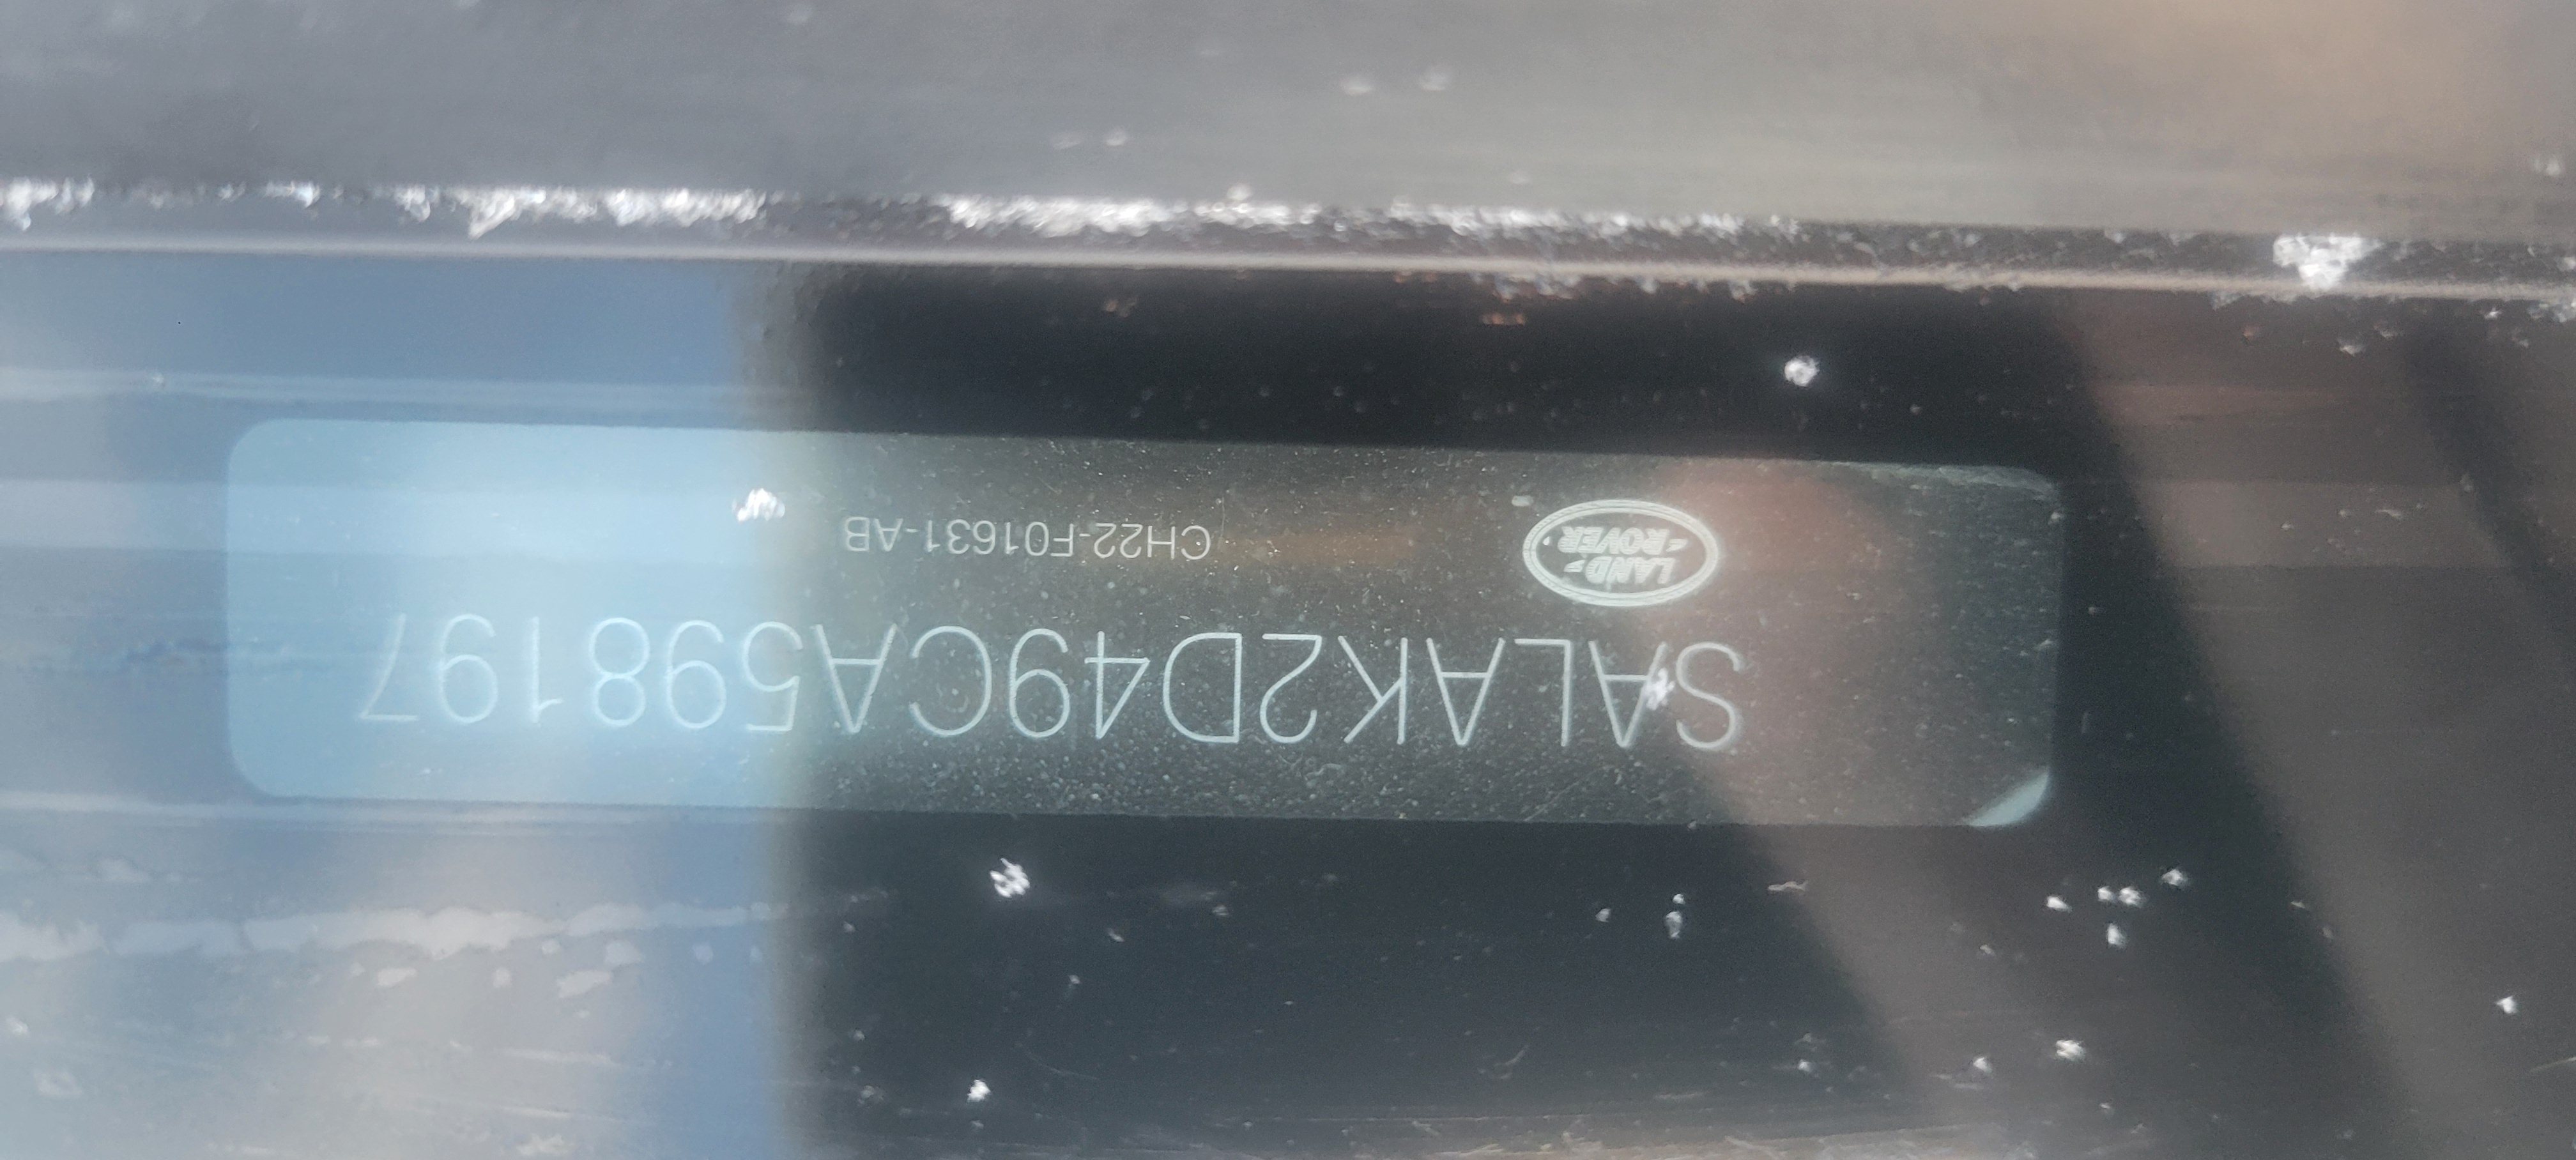 SALAK2D49CA598197
LAND
ROVER
CH22-F01631-AB